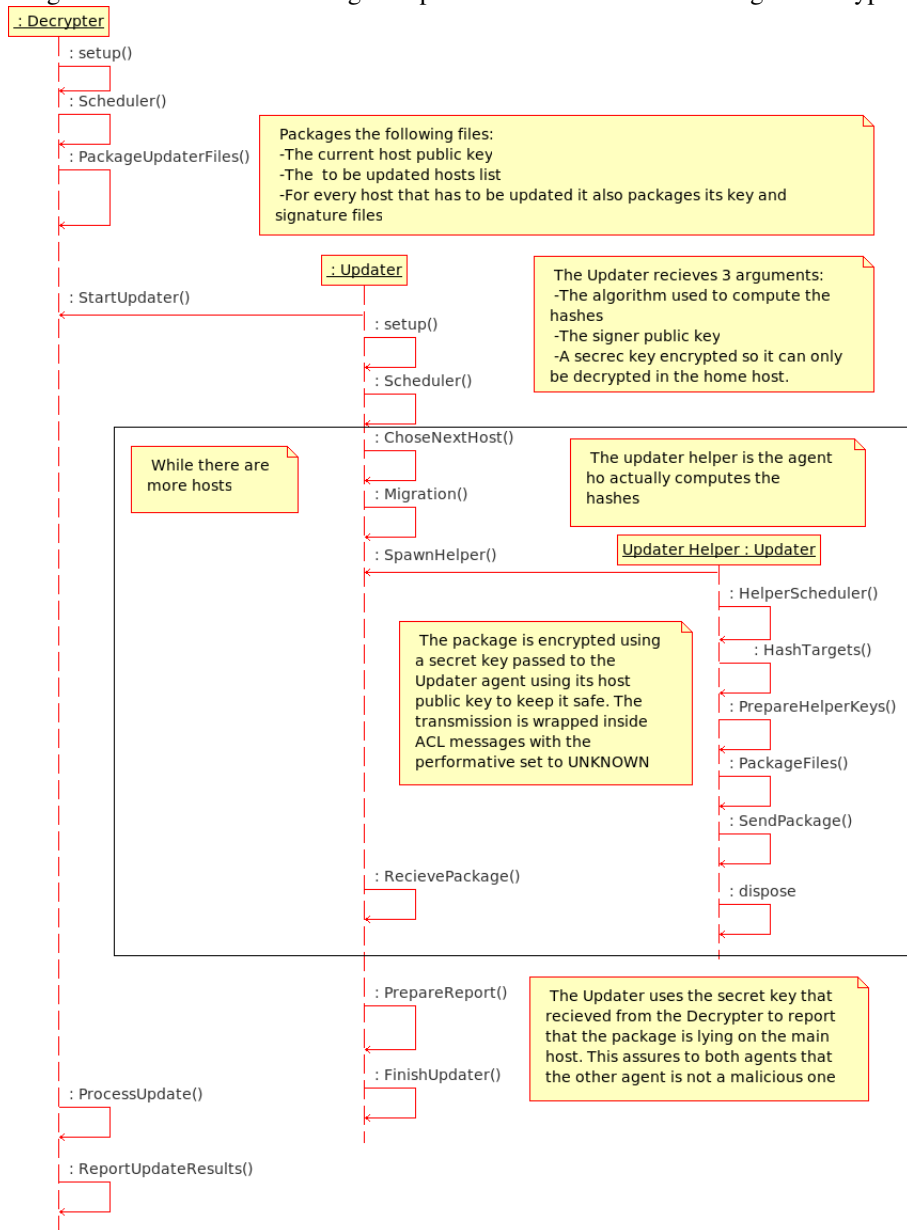 : Decrypter
: setup()
: Scheduler()
: PackageUpdaterFiles()
Packages the following files:
-The current host public key
-The  to be updated hosts list
-For every host that has to be updated it also packages its key and
signature files
: Updater
The Updater recieves 3 arguments:
-The algorithm used to compute the
hashes
-The signer public key
-A secrec key encrypted so it can only
be decrypted in the home host.
: StartUpdater()
: setup()
: Scheduler()
While there are
more hosts
: ChoseNextHost()
The updater helper is the agent
ho actually computes the
hashes
: Migration()
: SpawnHelper()
Updater Helper : Updater
: HelperScheduler()
The package is encrypted using
a secret key passed to the
Updater agent using its host
public key to keep it safe. The
transmission is wrapped inside
ACL messages with the
performative set to UNKNOWN
: HashTargets()
: PrepareHelperKeys()
: PackageFiles()
: SendPackage()
: RecievePackage()
: dispose
: PrepareReport()
The Updater uses the secret key that
recieved from the Decrypter to report
that the package is lying on the main
host. This assures to both agents that
the other agent is not a malicious one
: FinishUpdater()
: ProcessUpdate()
: ReportUpdateResults()